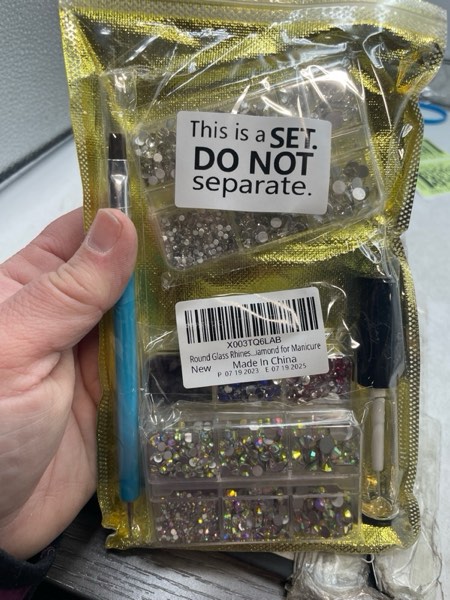 This is a SET.
DO NOT
separate.
X003TQ6LAB
Round Glass Rhines...amond for Manicure
New Made In China
P 07 19 2023 E 07 19 2025